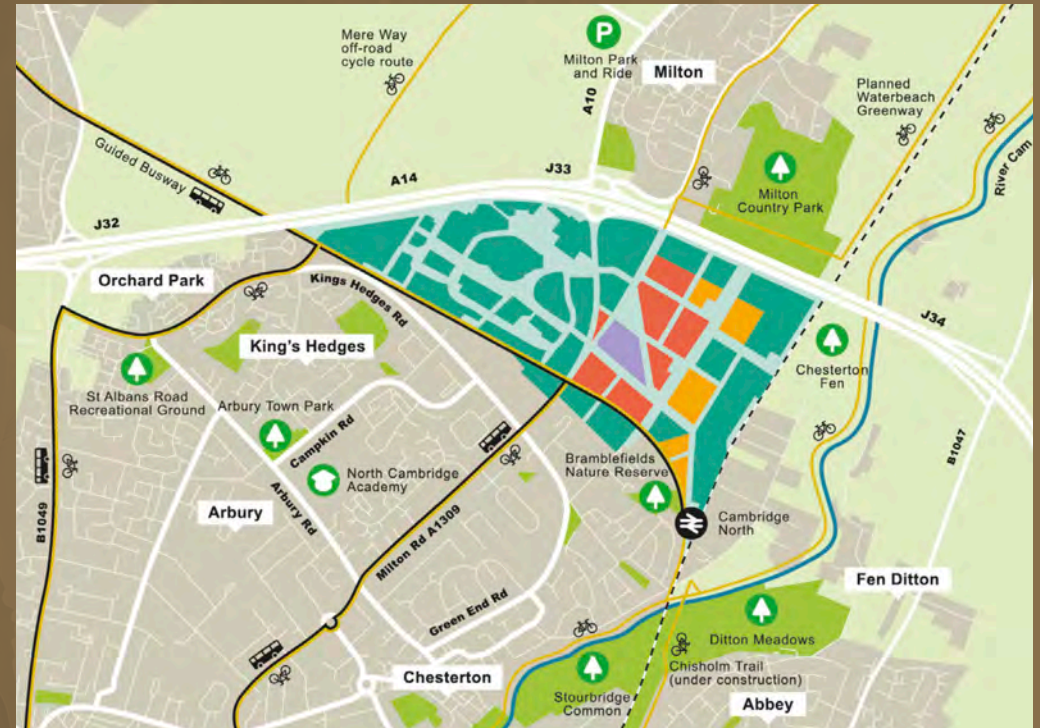 Mere Way
off-road
cycle route
P
Milton Park
and Ride
Milton
A10
Planned
Waterbeach
Greenway
River Cam
Guided Busway
J33
A14
Milton
Country Park
J32
Orchard Park
Kings Hedges Rd
J34
King's Hedges
Chesterton
Fen
St Albans Road
Recreational Ground
Arbury Town Park
Campkin Rd
B1047
Bramblefields
Nature Reserve
North Cambridge
Academy
Arbury
Arbury Rd
B1049
Milton Rd A1309
Cambridge
North
Fen Ditton
Green End Rd
Ditton Meadows
Chisholm Trail
(under construction)
Chesterton
Stourbridge
Common
Abbey